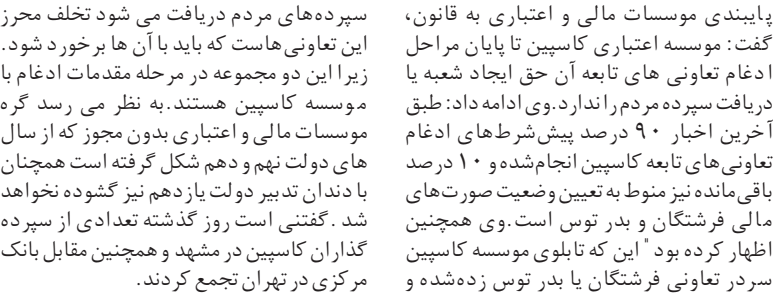 پایبندی موسسات مالی و اعتباری به قانون،
گفت: موسسه اعتباری کاسپین تا پایان مراحل
ادغام تعاونی های تابعه آن حق ایجاد شعبه یا
دریافت سپرده مردم را ندارد.وی ادامه داد: طبق
آخرین اخبار ۹۰ درصد پیش‌شرط‌های ادغام
تعاونی‌های تابعه کاسپین انجام‌شده و ۱۰ درصد
باقی‌مانده نیز منوط به تعیین وضعیت صورت‌های
مالی فرشتگان و بدر توس است.وی همچنین
اظهار کرده بود "این که تابلوی موسسه کاسپین
سردر تعاونی فرشتگان یا بدر توس زده‌شده و
سپرده‌های مردم دریافت می شود تخلف محرز
این تعاونی‌هاست که باید با آن ها برخورد شود.
زیرا این دو مجموعه در مرحله مقدمات ادغام با
موسسه کاسپین هستند.به نظر می رسد گره
موسسات مالی و اعتباری بدون مجوز که از سال
های دولت نهم و دهم شکل گرفته است همچنان
با دندان تدبیر دولت یازدهم نیز گشوده نخواهد
شد .گفتنی است روز گذشته تعدادی از سپرده
گذاران کاسپین در مشهد و همچنین مقابل بانک
مرکزی در تهران تجمع کردند.